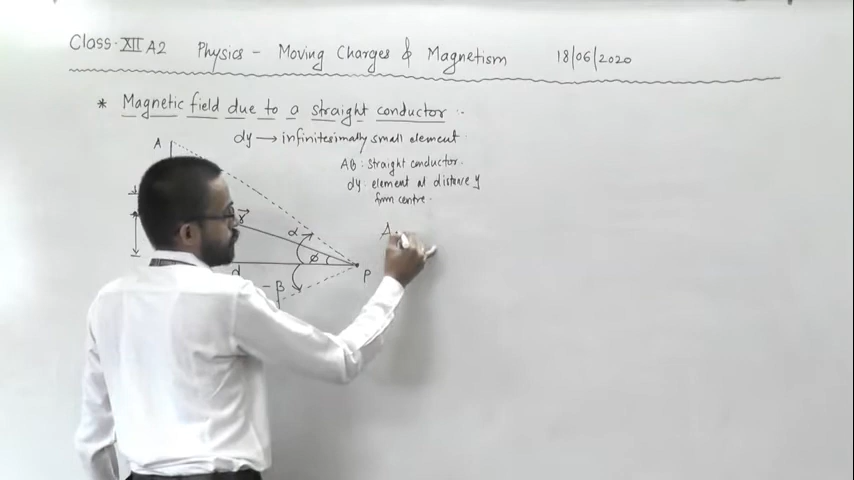 Class-XII A2 Physics - Moving Charges & Magnetism 18/06/2020
* Magnetic field due to a straight conductor :-
dy → infinitesimally small element
A
AB : Straight conductor.
dy : element at distance y
form centre.
r
α
A
φ
d
P
-β